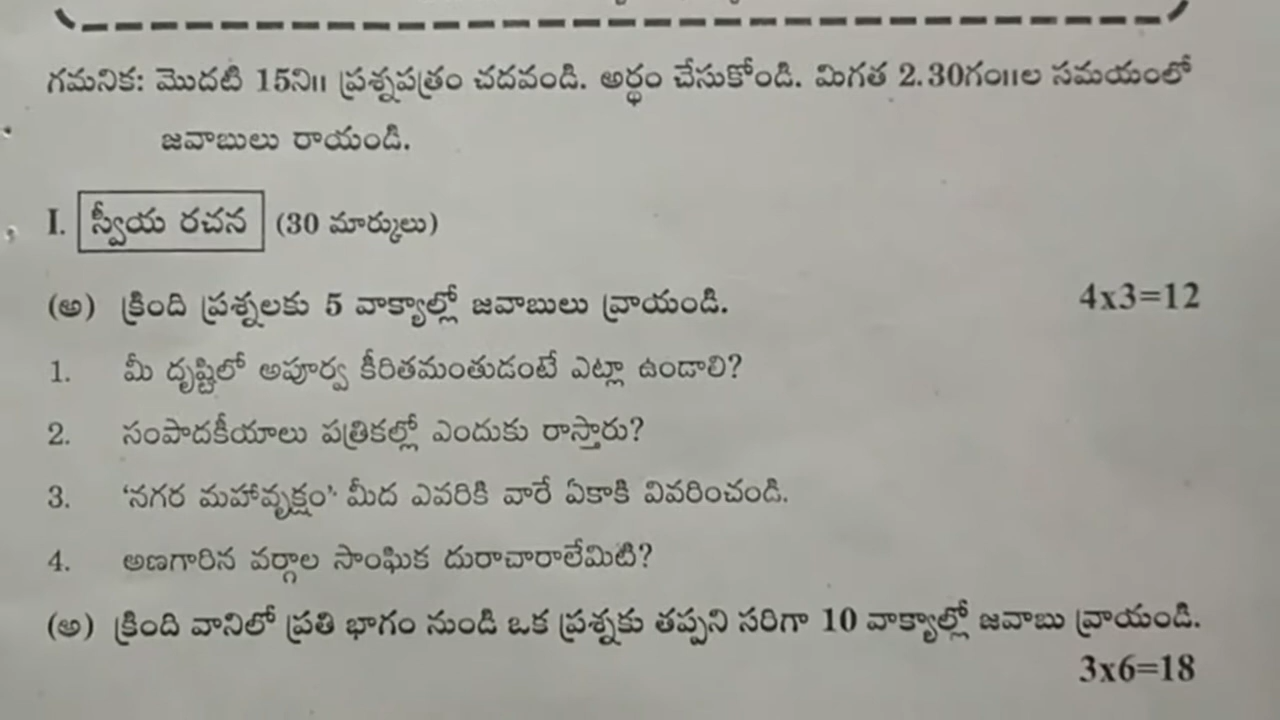 గమనిక: మొదటి 15ని॥ ప్రశ్నపత్రం చదవండి. అర్థం చేసుకోండి. మిగత 2.30గం॥ల సమయంలో
జవాబులు రాయండి.
I. స్వీయ రచన (30 మార్కులు)
(అ) క్రింది ప్రశ్నలకు 5 వాక్యాల్లో జవాబులు వ్రాయండి. 4x3=12
1. మీ దృష్టిలో అపూర్వ కీరితమంతుడంటే ఎట్లా ఉండాలి?
2. సంపాదకీయాలు పత్రికల్లో ఎందుకు రాస్తారు?
3. ‘నగర మహావృక్షం’ మీద ఎవరికి వారే ఏకాకి వివరించండి.
4. అణగారిన వర్గాల సాంఘిక దురాచారాలేమిటి?
(అ) క్రింది వానిలో ప్రతి భాగం నుండి ఒక ప్రశ్నకు తప్పని సరిగా 10 వాక్యాల్లో జవాబు వ్రాయండి.
3x6=18